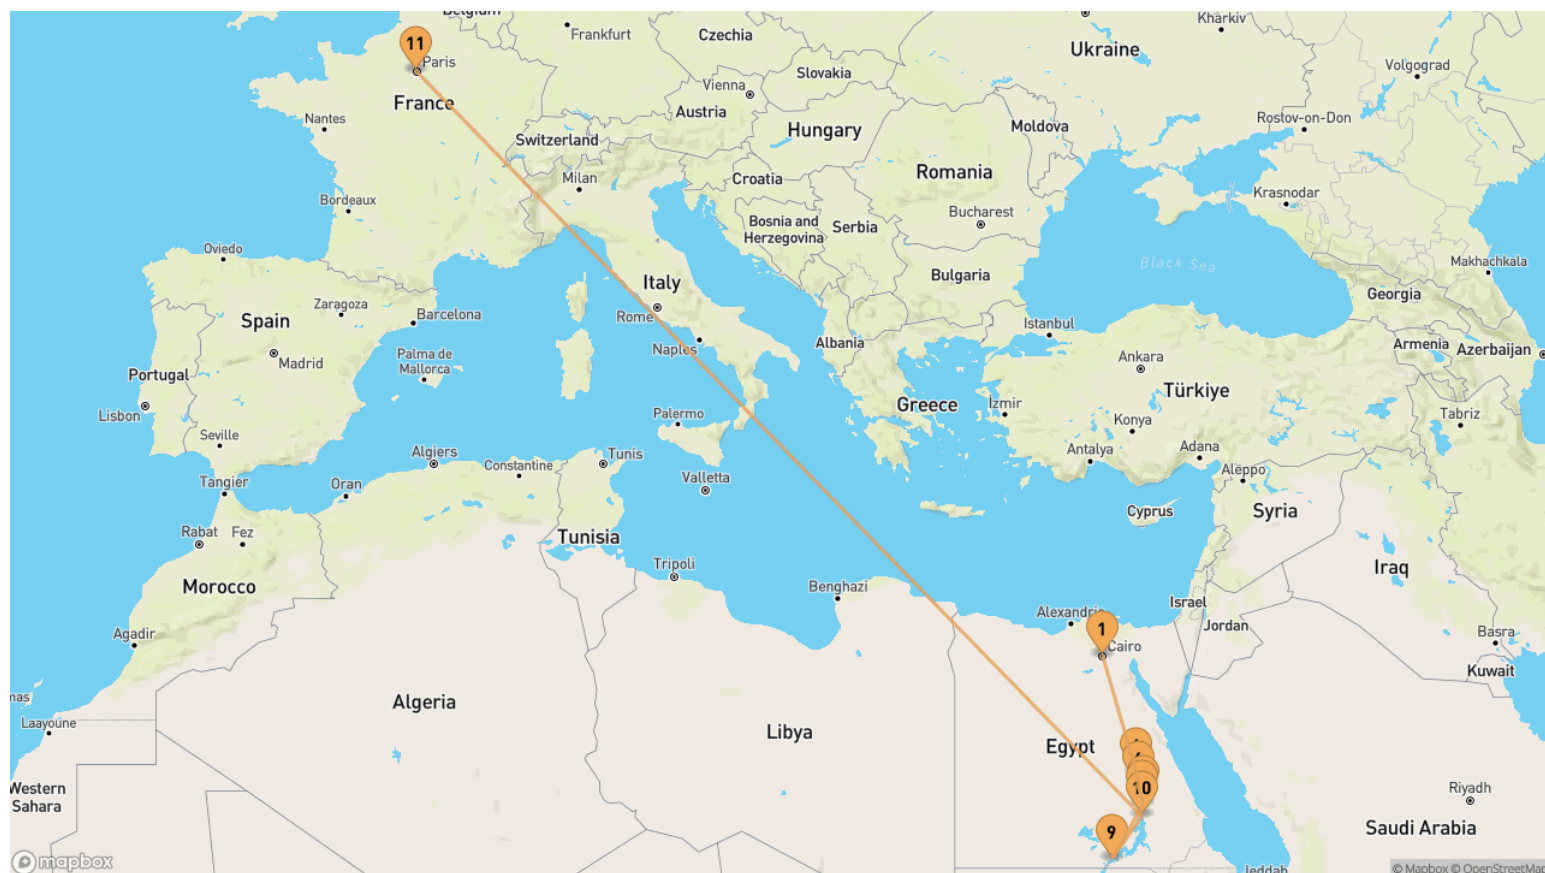 Belgium
Frankfurt
Czechia
Kharkiv
Ukraine
11
Paris
France
Slovakia
Volgograd
Vienna
Austria
Nantes
Switzerland
Hungary
Moldova
Rostov-on-Don
Milan
Croatia
Romania
Krasnodar
Bordeaux
Bosnia and
Herzegovina
Serbia
Bucharest
Oviedo
Black Sea
Makhachkala
Bulgaria
Italy
Georgia
Zaragoza
Spain
Barcelona
Rome
Istanbul
Madrid
Palma de
Mallorca
Naples
Albania
Ankara
Armenia
Azerbaijan
Portugal
Türkiye
Lisbon
Greece
İzmir
Palermo
Konya
Tabriz
Seville
Algiers
Tunis
Constantine
Antalya
Adana
Aleppo
Tangier
Oran
Valletta
Cyprus
Syria
Rabat
Fez
Tunisia
Tripoli
Iraq
Morocco
Benghazi
Israel
Alexandria
Jordan
Agadir
1
Cairo
Basra
Kuwait
mas
Algeria
Laayoune
Libya
Egypt
Western
Sahara
10
Riyadh
9
Saudi Arabia
mapbox
Jeddah
© Mapbox © OpenStreetMap